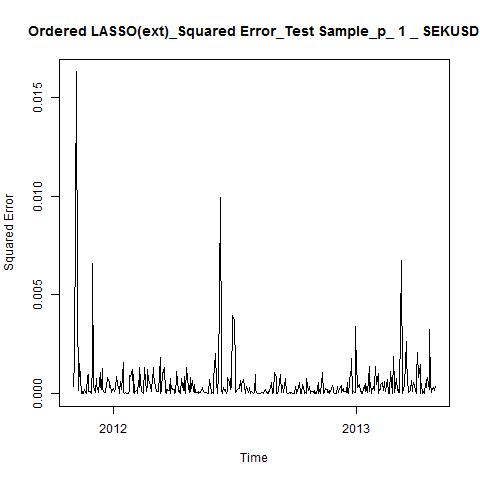 Ordered LASSO(ext)_Squared Error_Test Sample_p_ 1 _ SEKUSD
Squared Error
0.015
0.010
0.005
0.000
2012 2013
Time